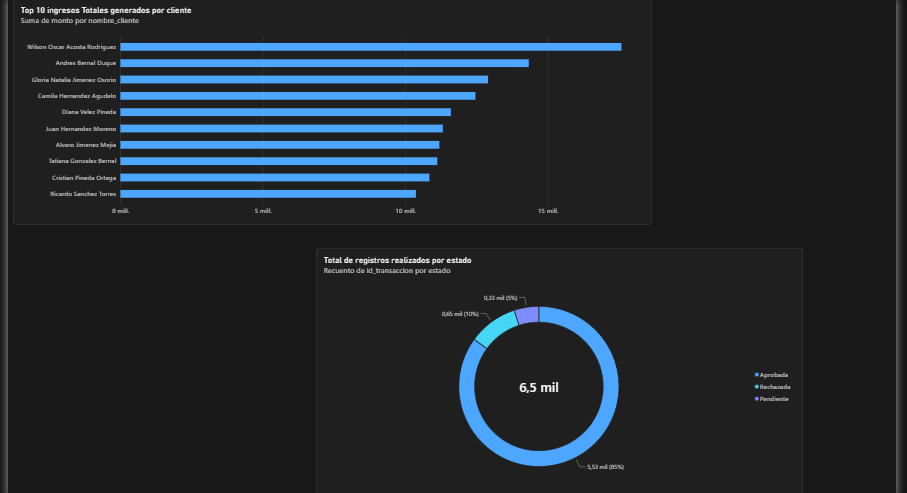 Top 10 ingresos Totales generados por cliente
Suma de monto por nombre_cliente
Wilson Oscar Acosta Rodriguez
Andres Bernal Duque
Gloria Natalia Jimenez Osorio
Camila Hernandez Agudelo
Diana Velez Pineda
Juan Hernandez Moreno
Alvaro Jimenez Mejia
Tatiana Gonzalez Bernal
Cristian Pineda Ortega
Ricardo Sanchez Torres
0 mill. 5 mill. 10 mill. 15 mill.
Total de registros realizados por estado
Recuento de id_transaccion por estado
0,33 mil (5%)
0,65 mil (10%)
6,5 mil
Aprobada
Rechazada
Pendiente
5,53 mil (85%)